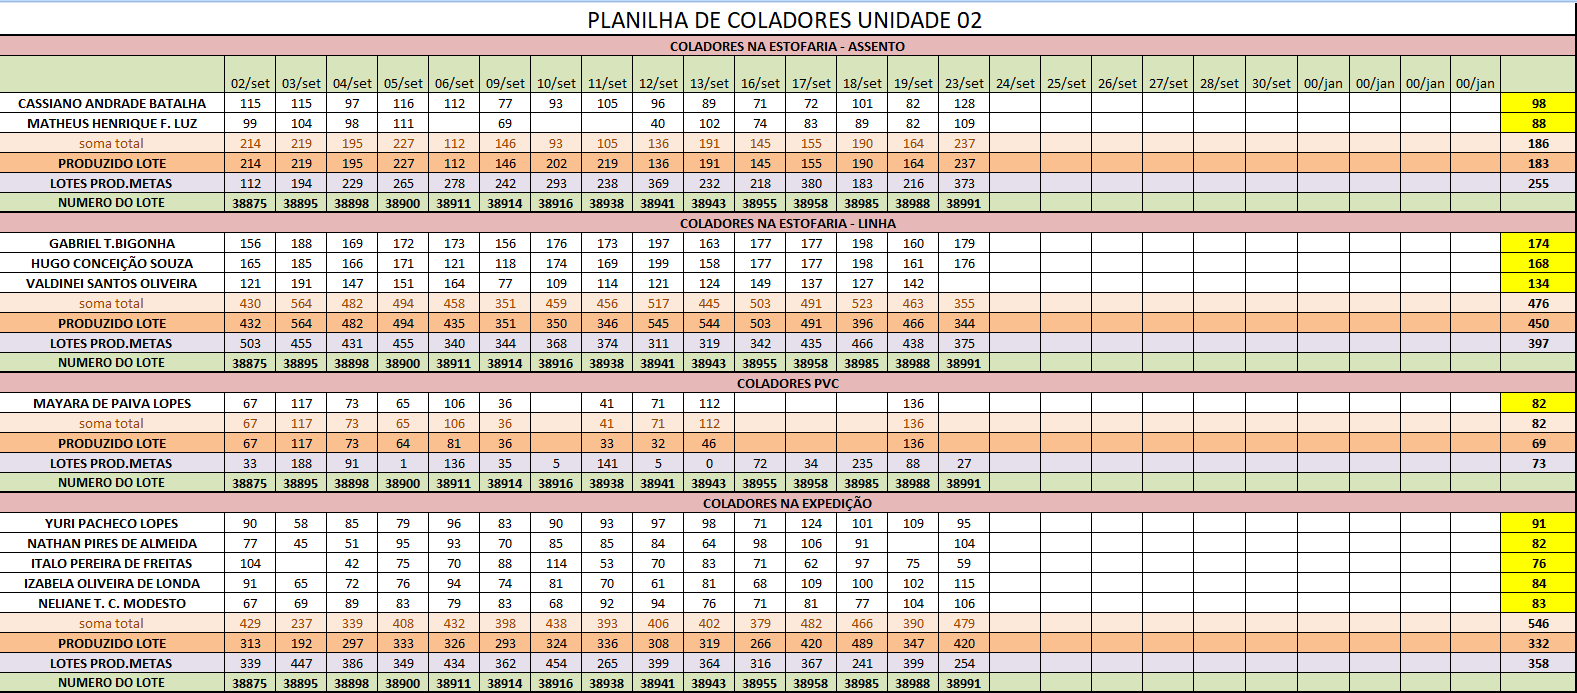 PLANILHA DE COLADORES UNIDADE 02
COLADORES NA ESTOFARIA - ASSENTO
02/set 03/set 04/set 05/set 06/set 09/set 10/set 11/set 12/set 13/set 16/set 17/set 18/set 19/set 23/set 24/set 25/set 26/set 27/set 28/set 30/set 00/jan 00/jan 00/jan 00/jan
CASSIANO ANDRADE BATALHA 115 115 97 116 112 77 93 105 96 89 71 72 101 82 128 98
MATHEUS HENRIQUE F. LUZ 99 104 98 111 69 40 102 74 83 89 82 109 88
soma total 214 219 195 227 112 146 93 105 136 191 145 155 190 164 237 186
PRODUZIDO LOTE 214 219 195 227 112 146 202 219 136 191 145 155 190 164 237 183
LOTES PROD.METAS 112 194 229 265 278 242 293 238 369 232 218 380 183 216 373 255
NUMERO DO LOTE 38875 38895 38898 38900 38911 38914 38916 38938 38941 38943 38955 38958 38985 38988 38991
COLADORES NA ESTOFARIA - LINHA
GABRIEL T.BIGONHA 156 188 169 172 173 156 176 173 197 163 177 177 198 160 179 174
HUGO CONCEIÇÃO SOUZA 165 185 166 171 121 118 174 169 199 158 177 177 198 161 176 168
VALDINEI SANTOS OLIVEIRA 121 191 147 151 164 77 109 114 121 124 149 137 127 142 134
soma total 430 564 482 494 458 351 459 456 517 445 503 491 523 463 355 476
PRODUZIDO LOTE 432 564 482 494 435 351 350 346 545 544 503 491 396 466 344 450
LOTES PROD.METAS 503 455 431 455 340 344 368 374 311 319 342 435 466 438 375 397
NUMERO DO LOTE 38875 38895 38898 38900 38911 38914 38916 38938 38941 38943 38955 38958 38985 38988 38991
COLADORES PVC
MAYARA DE PAIVA LOPES 67 117 73 65 106 36 41 71 112 136 82
soma total 67 117 73 65 106 36 41 71 112 136 82
PRODUZIDO LOTE 67 117 73 64 81 36 33 32 46 136 69
LOTES PROD.METAS 33 188 91 1 136 35 5 141 5 0 72 34 235 88 27 73
NUMERO DO LOTE 38875 38895 38898 38900 38911 38914 38916 38938 38941 38943 38955 38958 38985 38988 38991
COLADORES NA EXPEDIÇÃO
YURI PACHECO LOPES 90 58 85 79 96 83 90 93 97 98 71 124 101 109 95 91
NATHAN PIRES DE ALMEIDA 77 45 51 95 93 70 85 85 84 64 98 106 91 104 82
ITALO PEREIRA DE FREITAS 104 42 75 70 88 114 53 70 83 71 62 97 75 59 76
IZABELA OLIVEIRA DE LONDA 91 65 72 76 94 74 81 70 61 81 68 109 100 102 115 84
NELIANE T. C. MODESTO 67 69 89 83 79 83 68 92 94 76 71 81 77 104 106 83
soma total 429 237 339 408 432 398 438 393 406 402 379 482 466 390 479 546
PRODUZIDO LOTE 313 192 297 333 326 293 324 336 308 319 266 420 489 347 420 332
LOTES PROD.METAS 339 447 386 349 434 362 454 265 399 364 316 367 241 399 254 358
NUMERO DO LOTE 38875 38895 38898 38900 38911 38914 38916 38938 38941 38943 38955 38958 38985 38988 38991